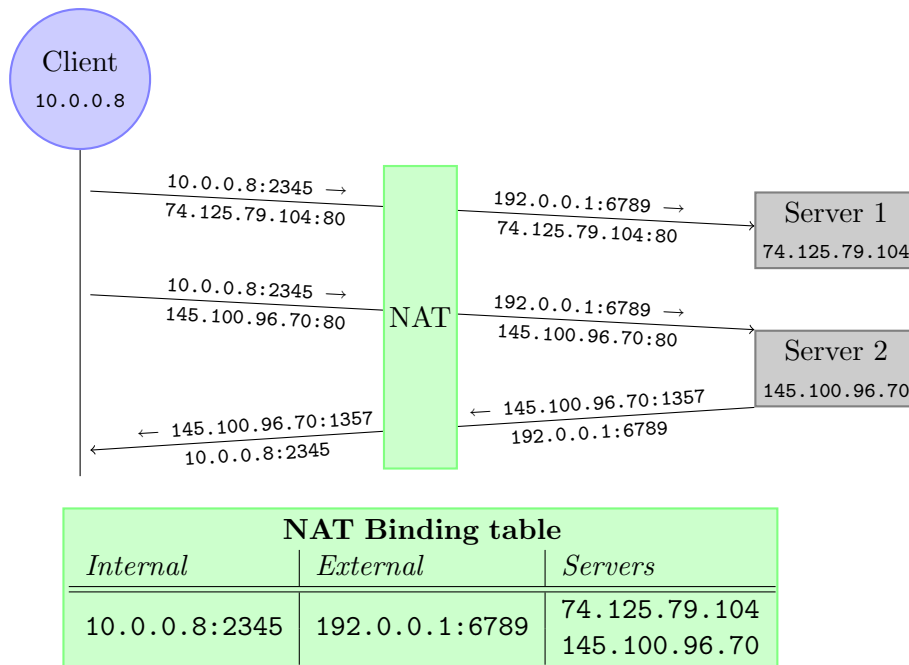 Client
10.0.0.8
10.0.0.8:2345 →
74.125.79.104:80
192.0.0.1:6789 →
74.125.79.104:80
Server 1
74.125.79.104
10.0.0.8:2345 →
145.100.96.70:80
NAT
192.0.0.1:6789 →
145.100.96.70:80
Server 2
145.100.96.70
← 145.100.96.70:1357
192.0.0.1:6789
← 145.100.96.70:1357
10.0.0.8:2345
NAT Binding table
Internal External Servers
10.0.0.8:2345 192.0.0.1:6789 74.125.79.104
145.100.96.70